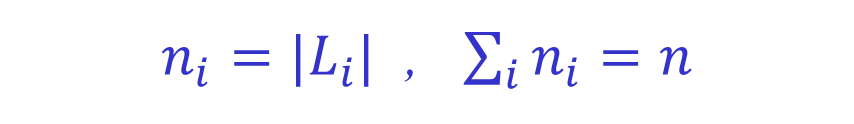 nᵢ = |Lᵢ| , ∑ᵢ nᵢ = n